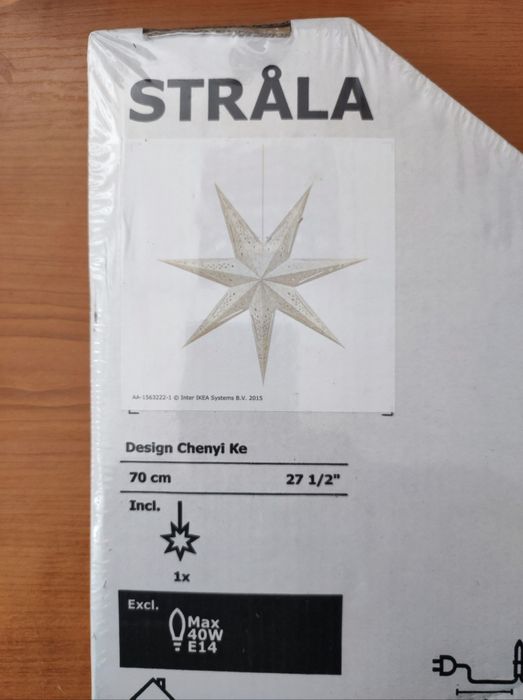 STRÅLA
AA-1563222-1 © Inter IKEA Systems B.V. 2015
Design Chenyi Ke
70 cm 27 1/2"
Incl.
1x
Excl.
Max
40W
E14